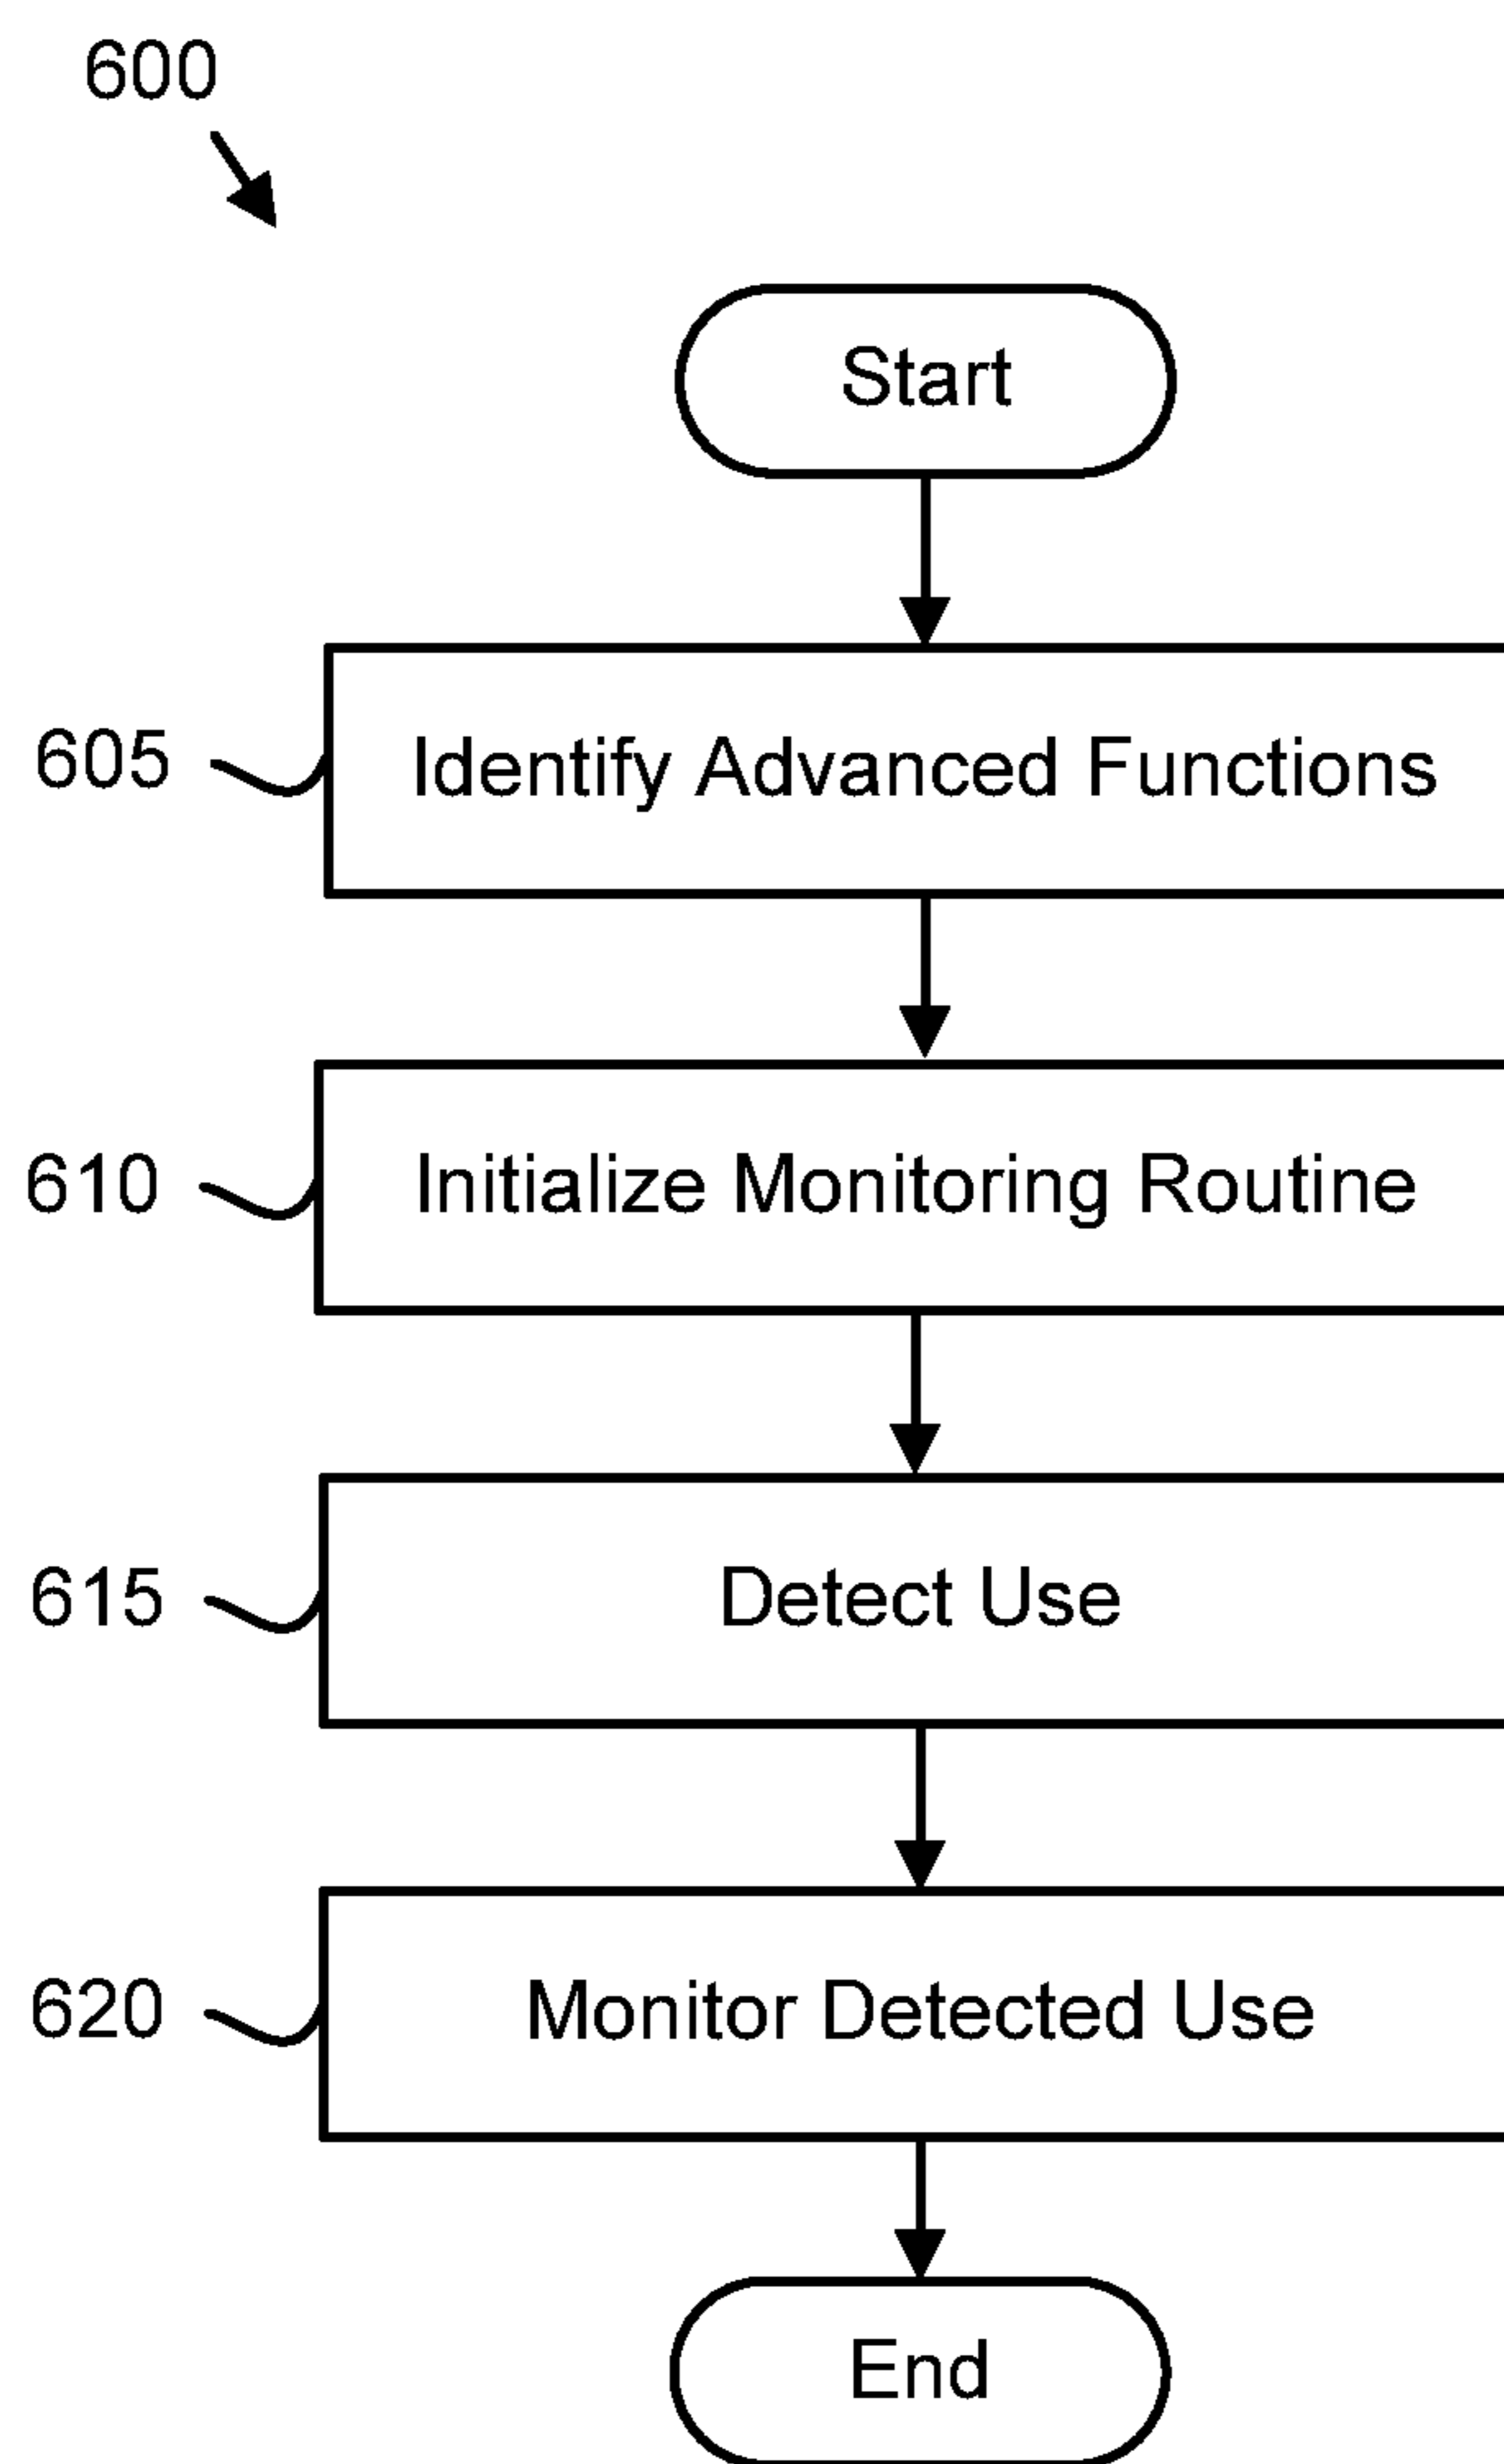 600
Start
605 Identify Advanced Functions
610 Initialize Monitoring Routine
615 Detect Use
620 Monitor Detected Use
End